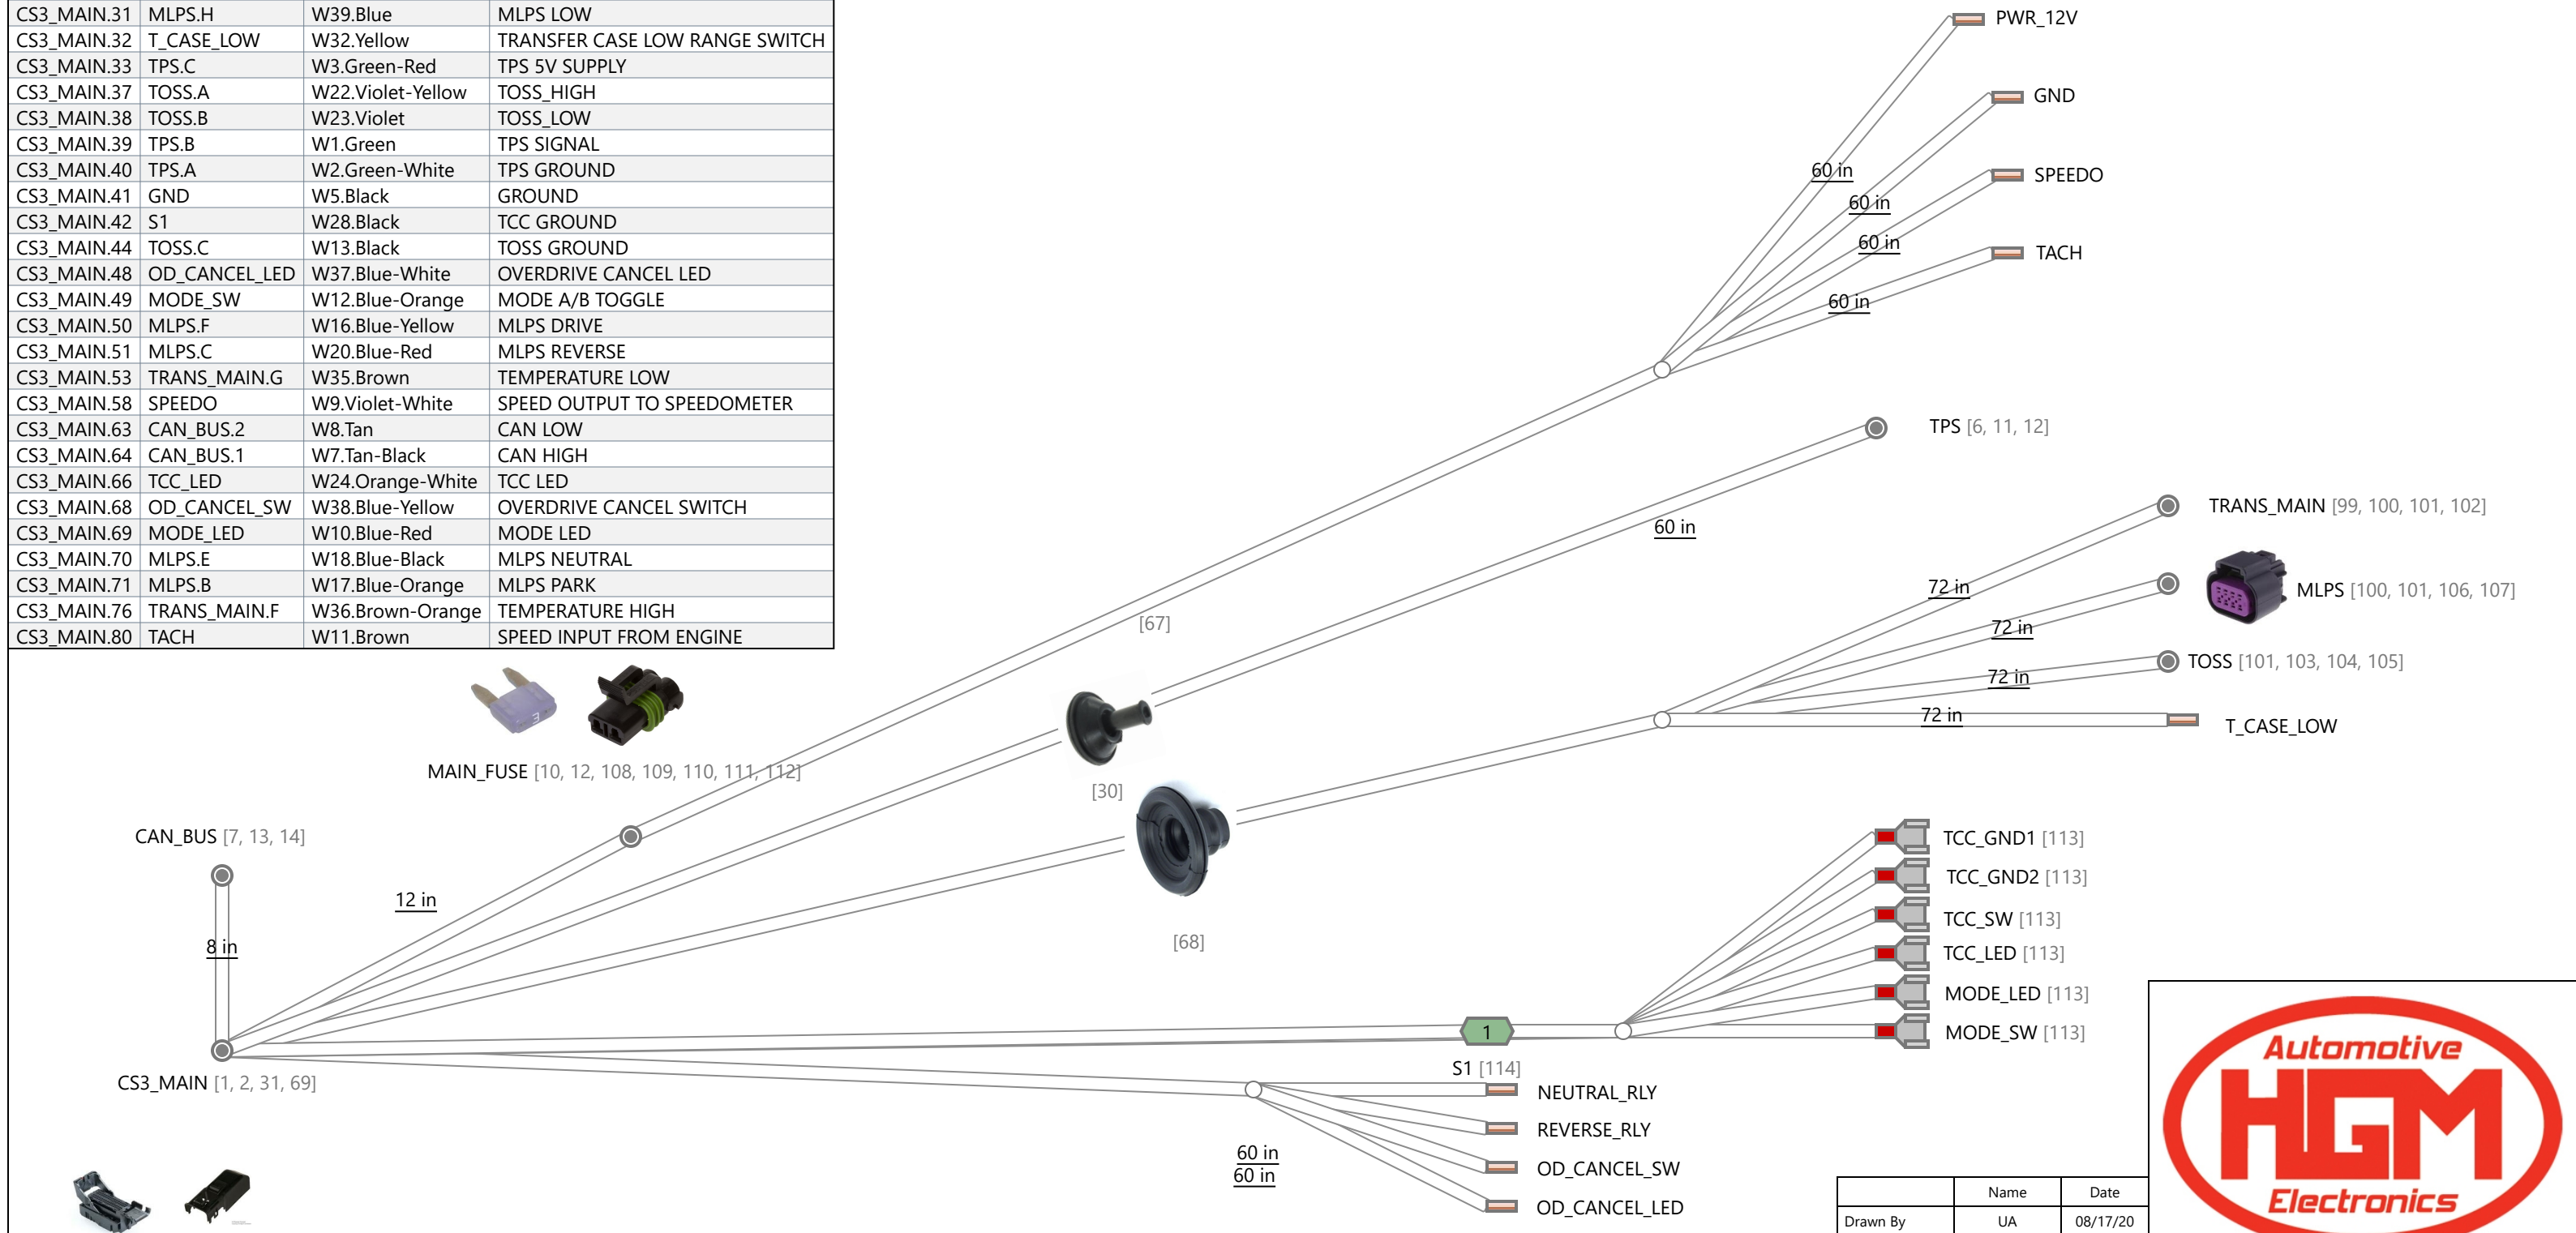 CS3_MAIN.31 MLPS.H W39.Blue MLPS LOW
CS3_MAIN.32 T_CASE_LOW W32.Yellow TRANSFER CASE LOW RANGE SWITCH
CS3_MAIN.33 TPS.C W3.Green-Red TPS 5V SUPPLY
CS3_MAIN.37 TOSS.A W22.Violet-Yellow TOSS_HIGH
CS3_MAIN.38 TOSS.B W23.Violet TOSS_LOW
CS3_MAIN.39 TPS.B W1.Green TPS SIGNAL
CS3_MAIN.40 TPS.A W2.Green-White TPS GROUND
CS3_MAIN.41 GND W5.Black GROUND
CS3_MAIN.42 S1 W28.Black TCC GROUND
CS3_MAIN.44 TOSS.C W13.Black TOSS GROUND
CS3_MAIN.48 OD_CANCEL_LED W37.Blue-White OVERDRIVE CANCEL LED
CS3_MAIN.49 MODE_SW W12.Blue-Orange MODE A/B TOGGLE
CS3_MAIN.50 MLPS.F W16.Blue-Yellow MLPS DRIVE
CS3_MAIN.51 MLPS.C W20.Blue-Red MLPS REVERSE
CS3_MAIN.53 TRANS_MAIN.G W35.Brown TEMPERATURE LOW
CS3_MAIN.58 SPEEDO W9.Violet-White SPEED OUTPUT TO SPEEDOMETER
CS3_MAIN.63 CAN_BUS.2 W8.Tan CAN LOW
CS3_MAIN.64 CAN_BUS.1 W7.Tan-Black CAN HIGH
CS3_MAIN.66 TCC_LED W24.Orange-White TCC LED
CS3_MAIN.68 OD_CANCEL_SW W38.Blue-Yellow OVERDRIVE CANCEL SWITCH
CS3_MAIN.69 MODE_LED W10.Blue-Red MODE LED
CS3_MAIN.70 MLPS.E W18.Blue-Black MLPS NEUTRAL
CS3_MAIN.71 MLPS.B W17.Blue-Orange MLPS PARK
CS3_MAIN.76 TRANS_MAIN.F W36.Brown-Orange TEMPERATURE HIGH
CS3_MAIN.80 TACH W11.Brown SPEED INPUT FROM ENGINE
PWR_12V
GND
60 in
SPEEDO
60 in
60 in
TACH
60 in
TPS [6, 11, 12]
60 in
TRANS_MAIN [99, 100, 101, 102]
72 in
MLPS [100, 101, 106, 107]
72 in
[67]
TOSS [101, 103, 104, 105]
72 in
72 in
T_CASE_LOW
3
MAIN_FUSE [10, 12, 108, 109, 110, 111, 112]
[30]
CAN_BUS [7, 13, 14]
12 in
8 in
[68]
TCC_GND1 [113]
TCC_GND2 [113]
TCC_SW [113]
TCC_LED [113]
MODE_LED [113]
MODE_SW [113]
1
S1 [114]
CS3_MAIN [1, 2, 31, 69]
NEUTRAL_RLY
REVERSE_RLY
60 in
60 in
OD_CANCEL_SW
OD_CANCEL_LED
Automotive
HGM
Electronics
Name Date
Drawn By UA 08/17/20